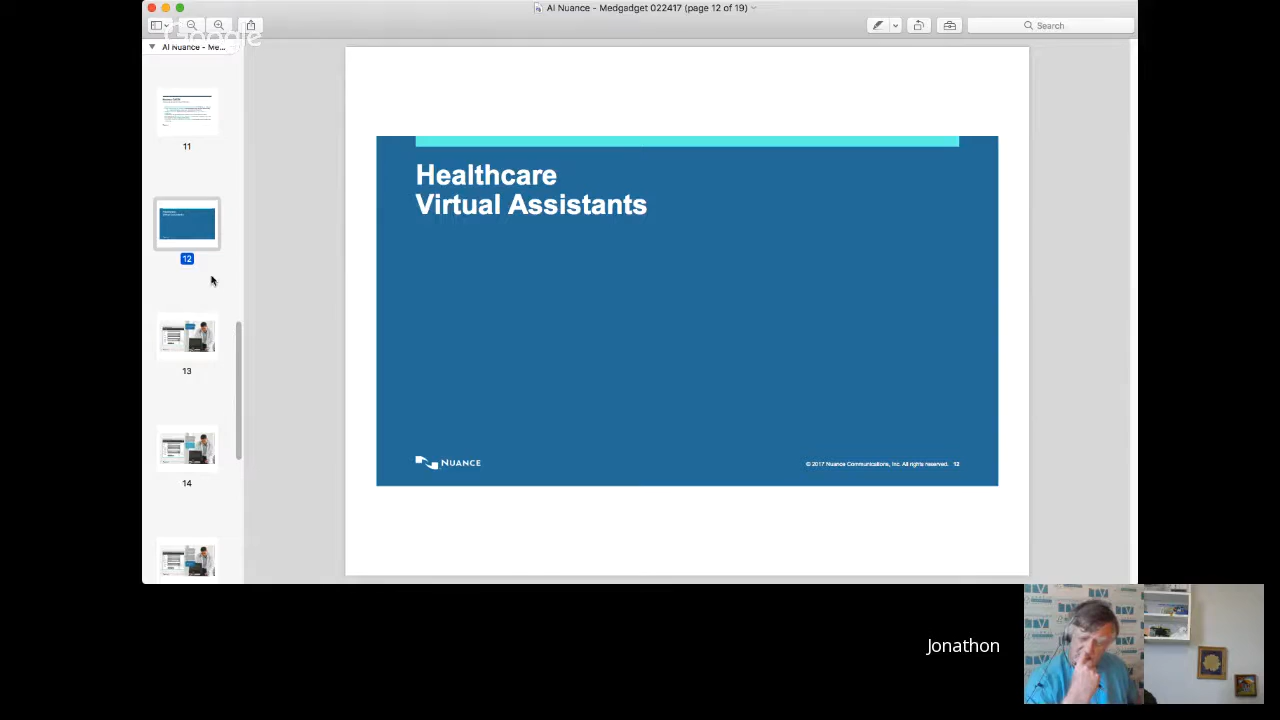 AI Nuance - Medgadget 022417 (page 12 of 19)
Google
Search
AI Nuance - Me...
11
12
13
14
Healthcare
Virtual Assistants
NUANCE
© 2017 Nuance Communications, Inc. All rights reserved. 12
Jonathon